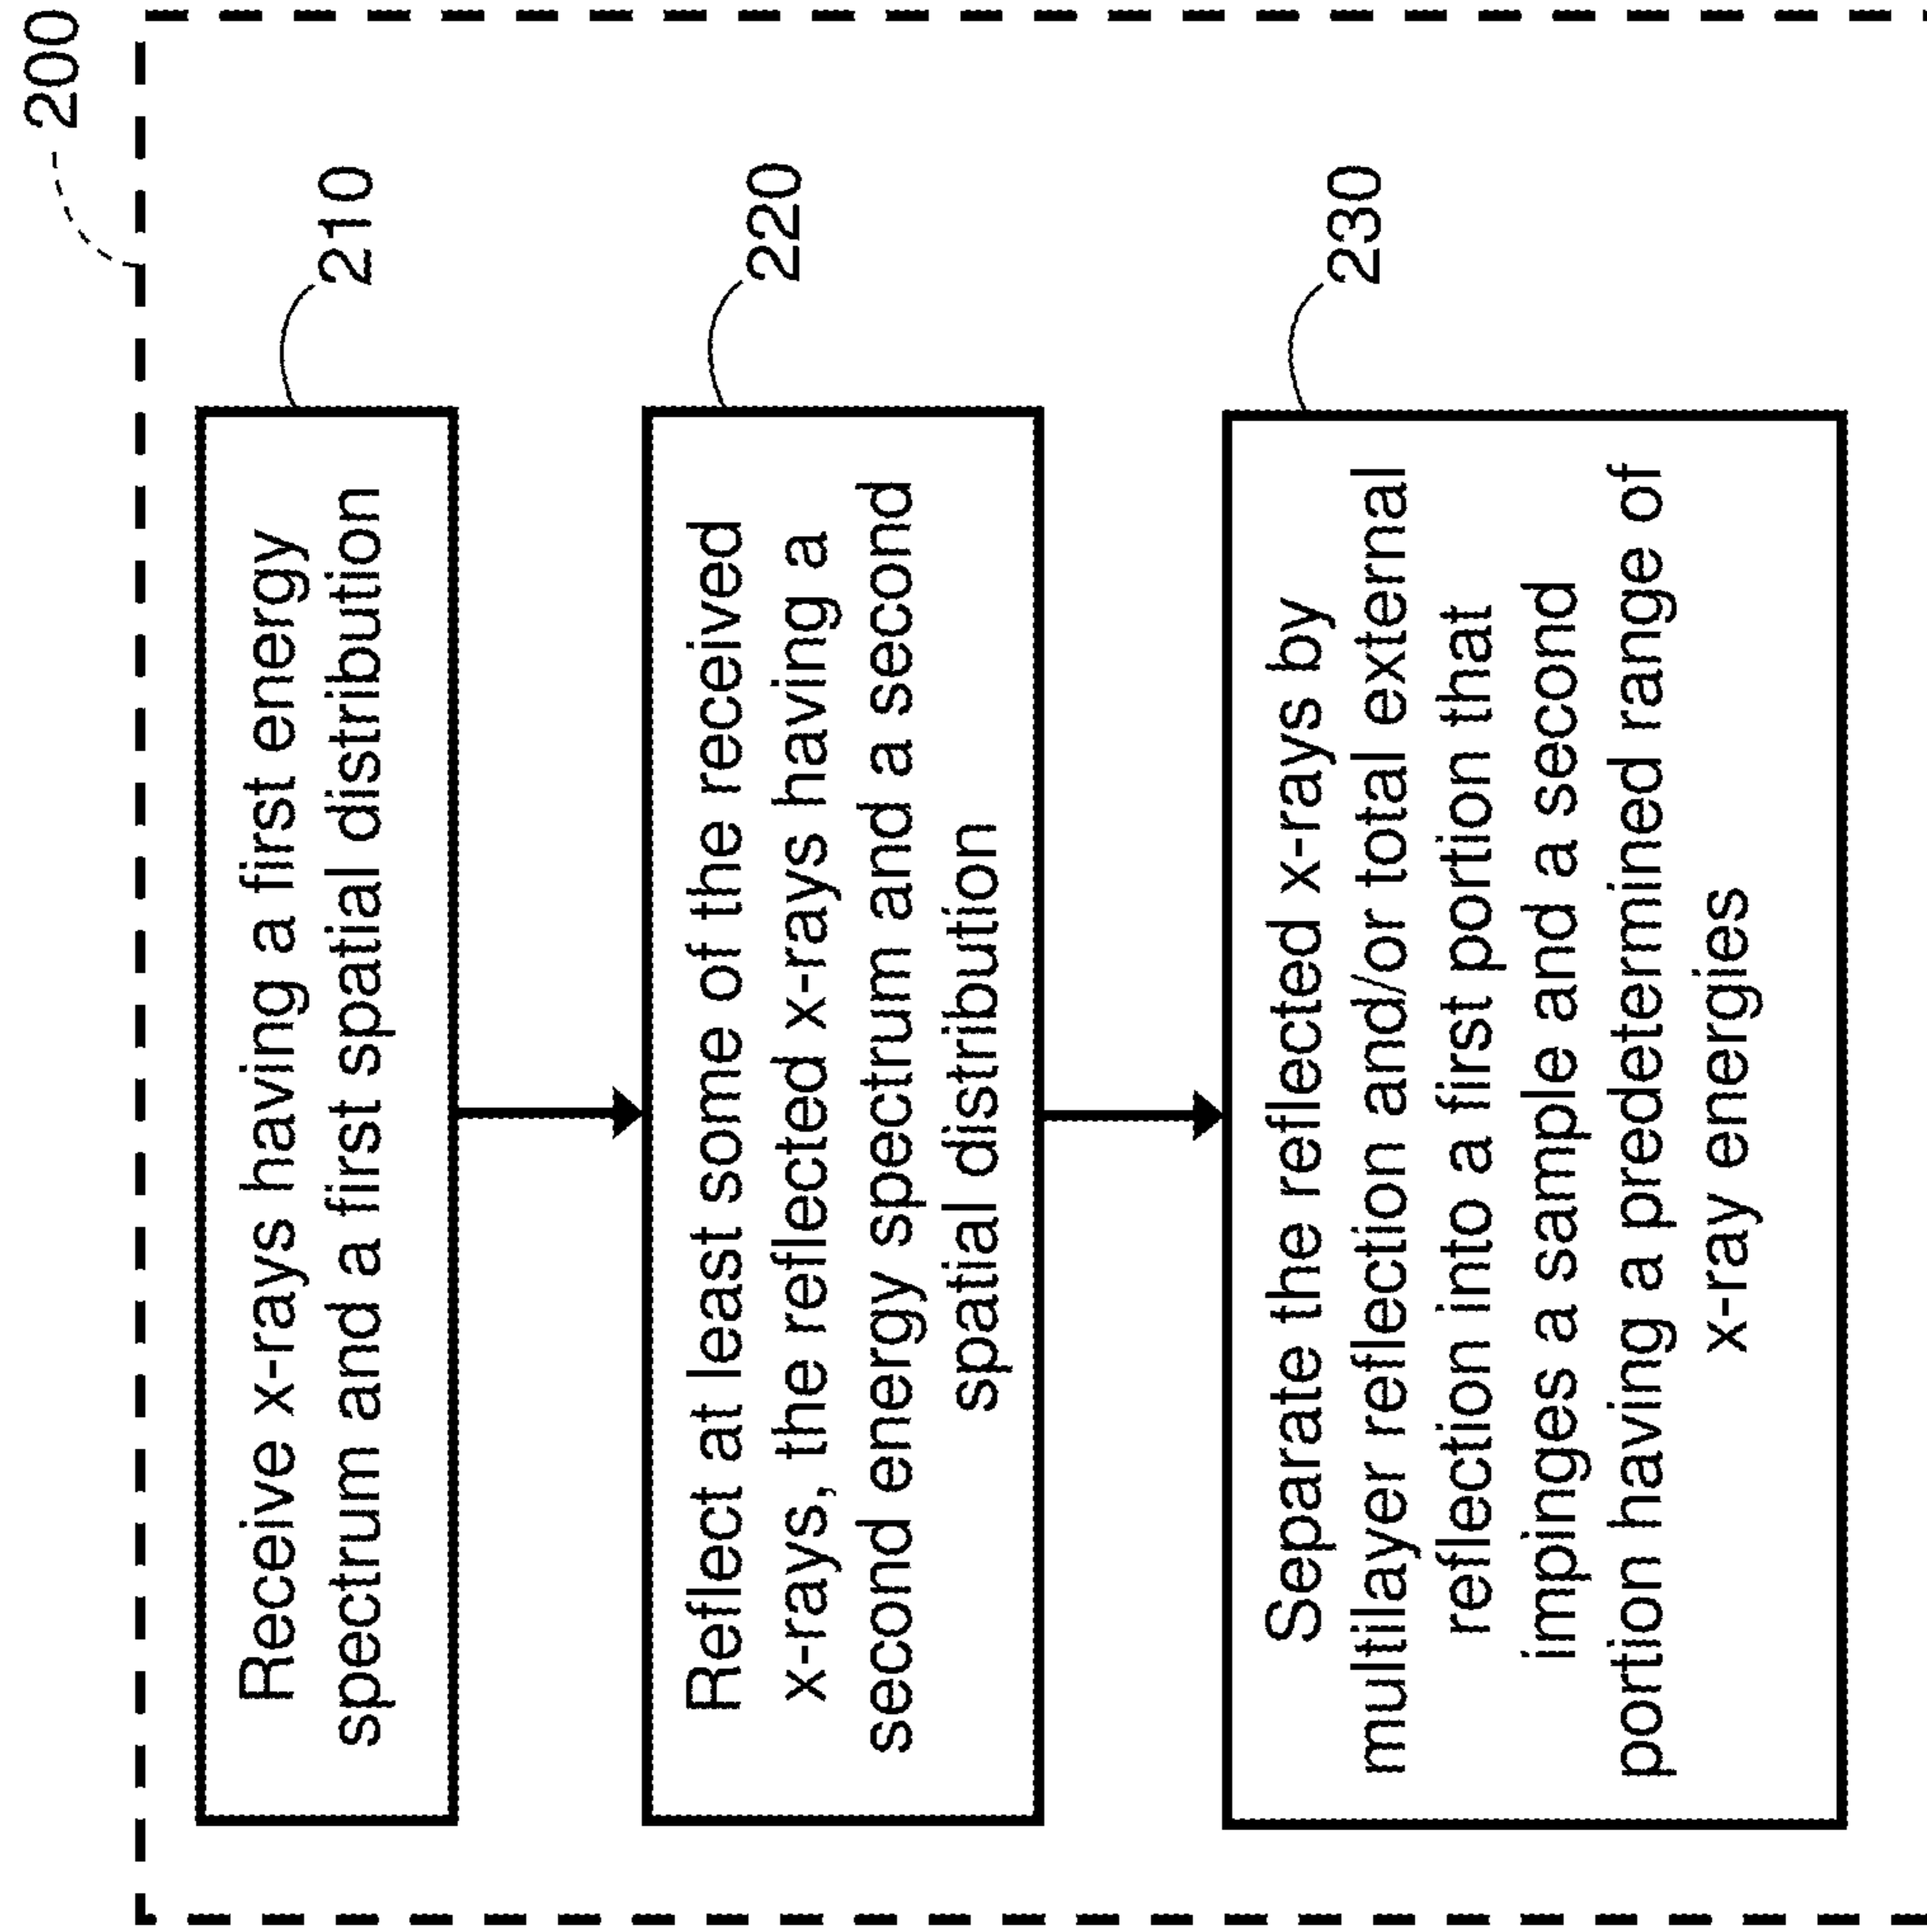 200
210
Receive x-rays having a first energy
spectrum and a first spatial distribution
220
Reflect at least some of the received
x-rays, the reflected x-rays having a
second energy spectrum and a second
spatial distribution
230
Separate the reflected x-rays by
multilayer reflection and/or total external
reflection into a first portion that
impinges a sample and a second
portion having a predetermined range of
x-ray energies